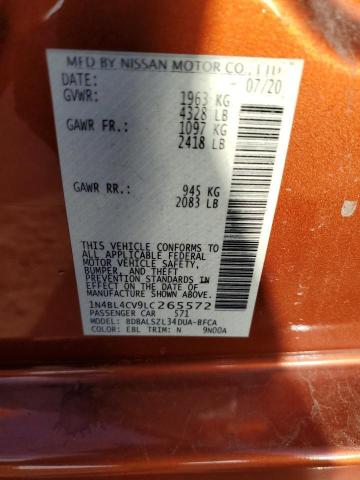 MFD BY NISSAN MOTOR CO., LTD.
DATE: 07/20
GVWR: 1963 KG
4328 LB
GAWR FR.: 1097 KG
2418 LB
GAWR RR.: 945 KG
2083 LB
THIS VEHICLE CONFORMS TO
ALL APPLICABLE FEDERAL
MOTOR VEHICLE SAFETY,
BUMPER, AND THEFT
PREVENTION STANDARDS IN
EFFECT ON THE DATE OF
MANUFACTURE SHOWN ABOVE.
1N4BL4CV9LC265572
PASSENGER CAR 571
MODEL: BDBALSZL34DUA-BFCA
COLOR: EBL TRIM: N 9N00A